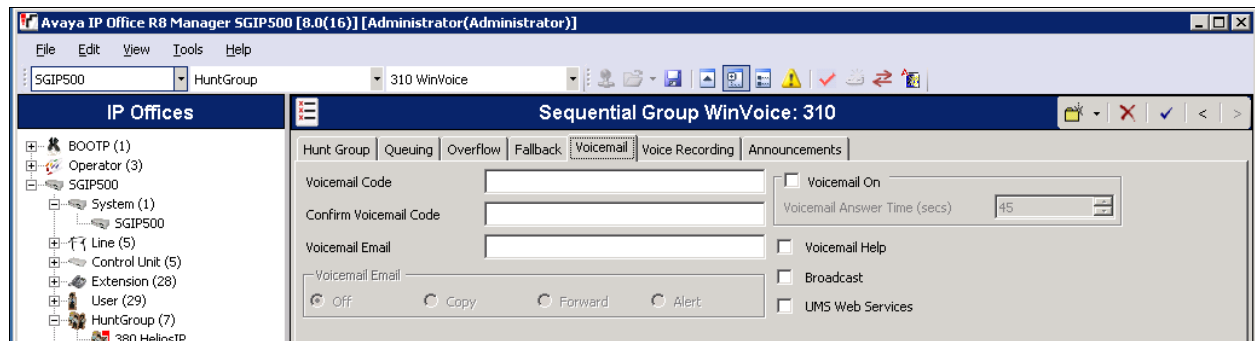 Avaya IP Office R8 Manager SGIP500 [8.0(16)] [Administrator(Administrator)]
File Edit View Tools Help
SGIP500 HuntGroup 310 WinVoice
IP Offices
BOOTP (1)
Operator (3)
SGIP500
System (1)
SGIP500
Line (5)
Control Unit (5)
Extension (28)
User (29)
HuntGroup (7)
380 HeliosIP
Sequential Group WinVoice: 310
Hunt Group Queuing Overflow Fallback Voicemail Voice Recording Announcements
Voicemail Code
Confirm Voicemail Code
Voicemail Email
Voicemail Email
Off Copy Forward Alert
Voicemail On
Voicemail Answer Time (secs) 45
Voicemail Help
Broadcast
UMS Web Services